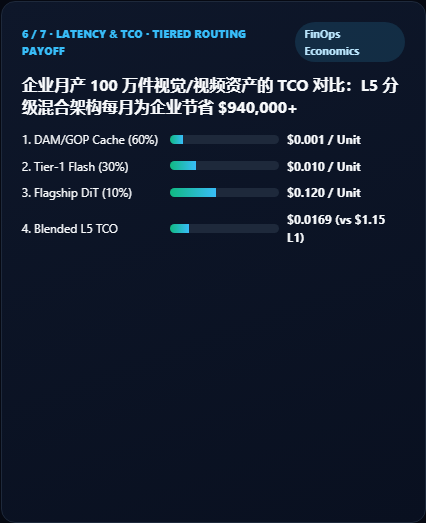 6 / 7 · LATENCY & TCO · TIERED ROUTING
PAYOFF
FinOps
Economics
企业月产 100 万件视觉/视频资产的 TCO 对比：L5 分
级混合架构每月为企业节省 $940,000+
1. DAM/GOP Cache (60%) $0.001 / Unit
2. Tier-1 Flash (30%) $0.010 / Unit
3. Flagship DiT (10%) $0.120 / Unit
4. Blended L5 TCO $0.0169 (vs $1.15
L1)